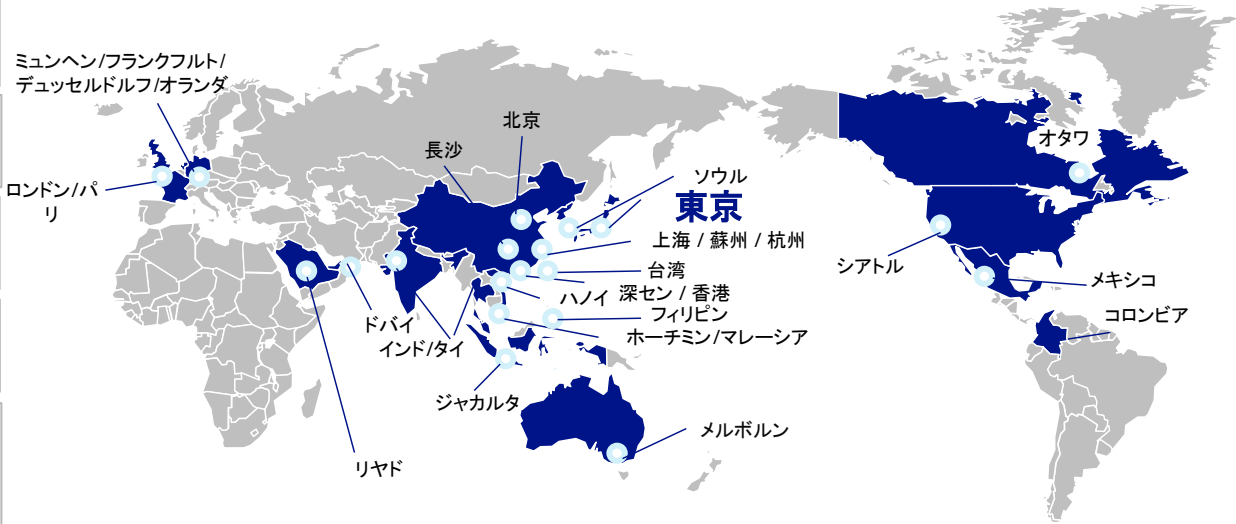 ミュンヘン/フランクフルト/
デュッセルドルフ/オランダ
ロンドン/パ
リ
北京
長沙
ソウル
東京
上海 / 蘇州 / 杭州
台湾
深セン / 香港
ハノイ
フィリピン
ホーチミン/マレーシア
ドバイ
インド/タイ
ジャカルタ
リヤド
メルボルン
オタワ
シアトル
メキシコ
コロンビア